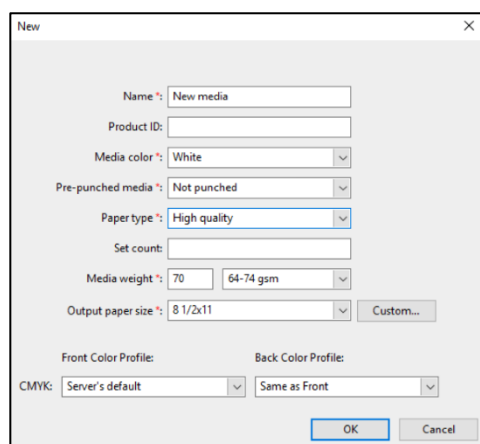 New
Name *: New media
Product ID:
Media color *: White
Pre-punched media *: Not punched
Paper type *: High quality
Set count:
Media weight *: 70 64-74 gsm
Output paper size *: 8 1/2x11 Custom...
Front Color Profile: Back Color Profile:
CMYK: Server's default Same as Front
OK Cancel